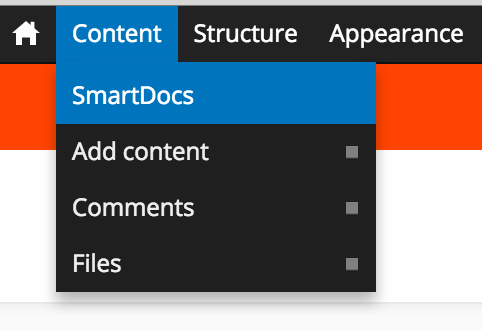 Content Structure Appearance
SmartDocs
Add content
Comments
Files